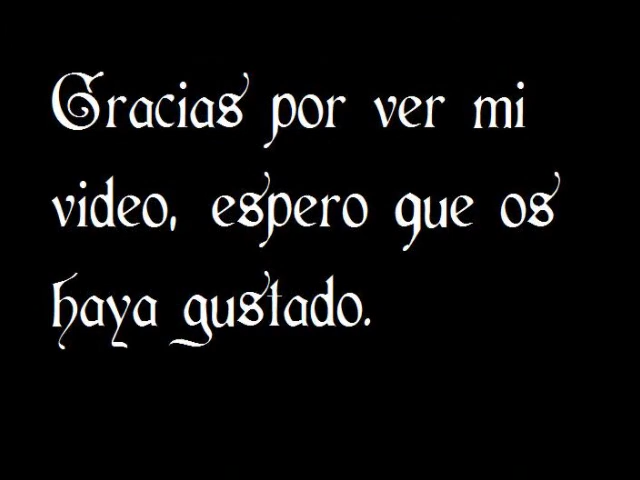 Gracias por ver mi
video, espero que os
haya gustado.